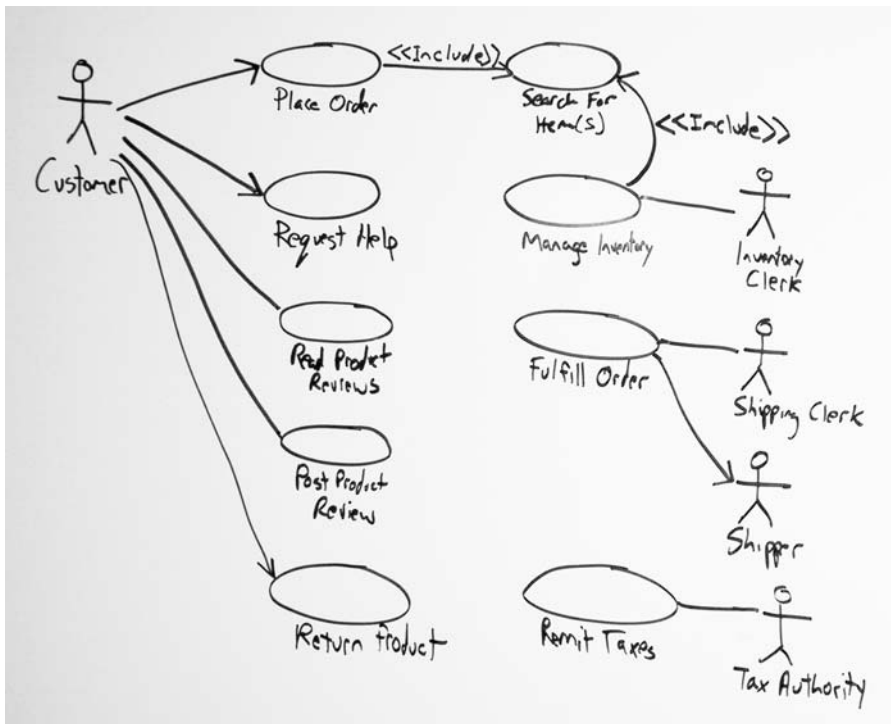 <<Include>>
Place Order
Search For
Item(s)
<<Include>>
Customer
Request Help
Manage Inventory
Inventory
Clerk
Read Product
Reviews
Fulfill Order
Shipping Clerk
Post Product
Review
Shipper
Return Product
Remit Taxes
Tax Authority